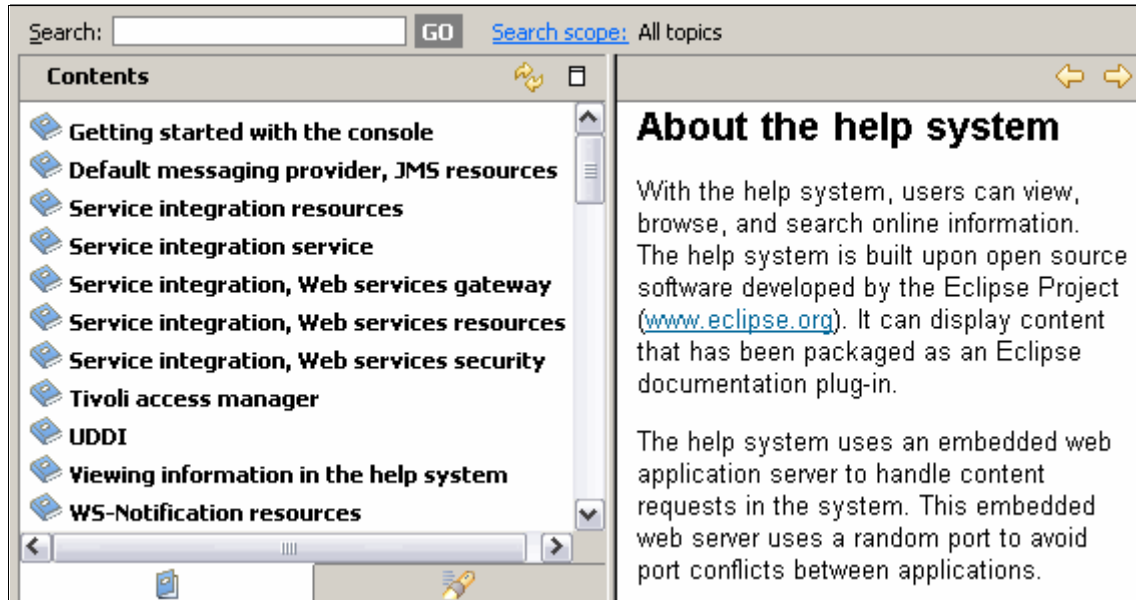 Search: GO Search scope: All topics
Contents
Getting started with the console
Default messaging provider, JMS resources
Service integration resources
Service integration service
Service integration, Web services gateway
Service integration, Web services resources
Service integration, Web services security
Tivoli access manager
UDDI
Viewing information in the help system
WS-Notification resources
About the help system
With the help system, users can view,
browse, and search online information.
The help system is built upon open source
software developed by the Eclipse Project
(www.eclipse.org). It can display content
that has been packaged as an Eclipse
documentation plug-in.
The help system uses an embedded web
application server to handle content
requests in the system. This embedded
web server uses a random port to avoid
port conflicts between applications.